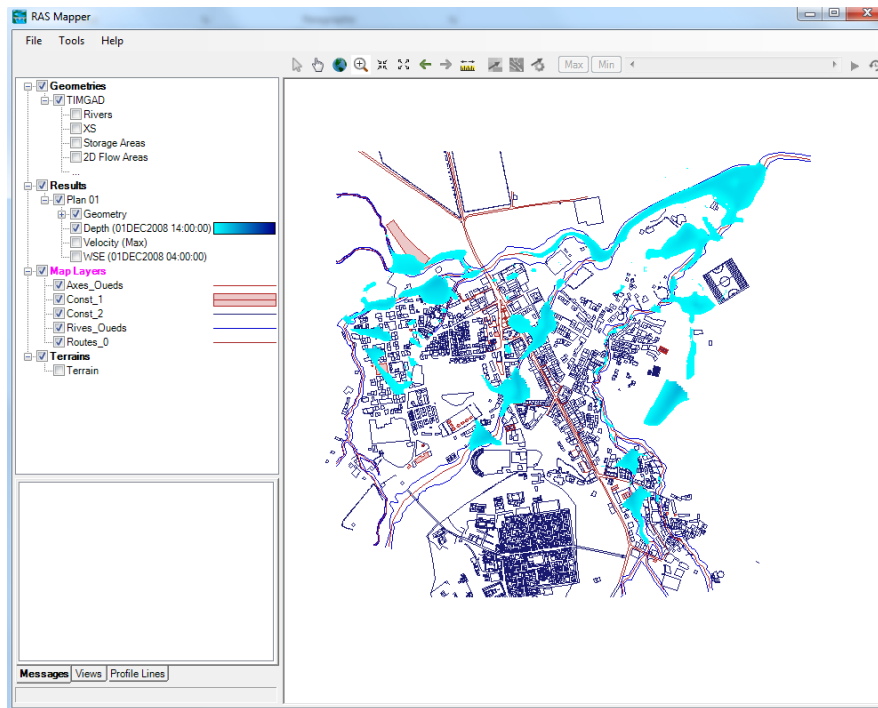 RAS Mapper
File Tools Help
Max Min
Geometries
TIMGAD
Rivers
XS
Storage Areas
2D Flow Areas
...
Results
Plan 01
Geometry
Depth (01DEC2008 14:00:00)
Velocity (Max)
WSE (01DEC2008 04:00:00)
Map Layers
Axes_Oueds
Const_1
Const_2
Rives_Oueds
Routes_0
Terrains
Terrain
Messages Views Profile Lines